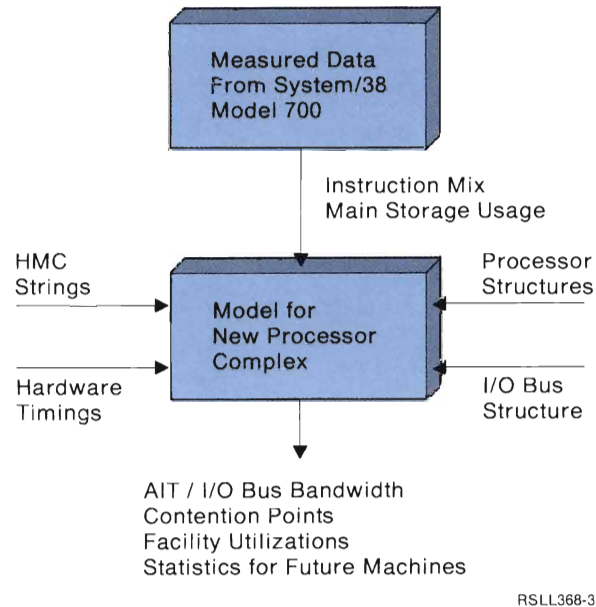 Measured Data
From System/38
Model 700
Instruction Mix
Main Storage Usage
HMC
Strings
Processor
Structures
Model for
New Processor
Complex
Hardware
Timings
I/O Bus
Structure
AIT / I/O Bus Bandwidth
Contention Points
Facility Utilizations
Statistics for Future Machines
RSLL368-3